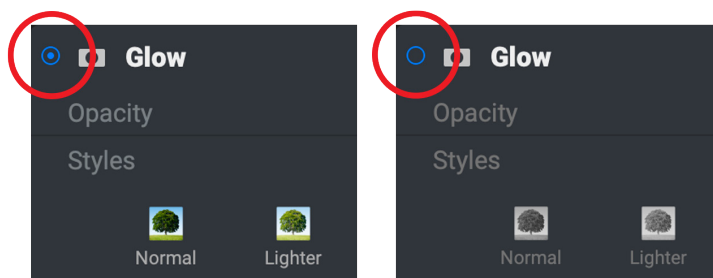 Glow
Opacity
Styles
Normal Lighter
Glow
Opacity
Styles
Normal Lighter